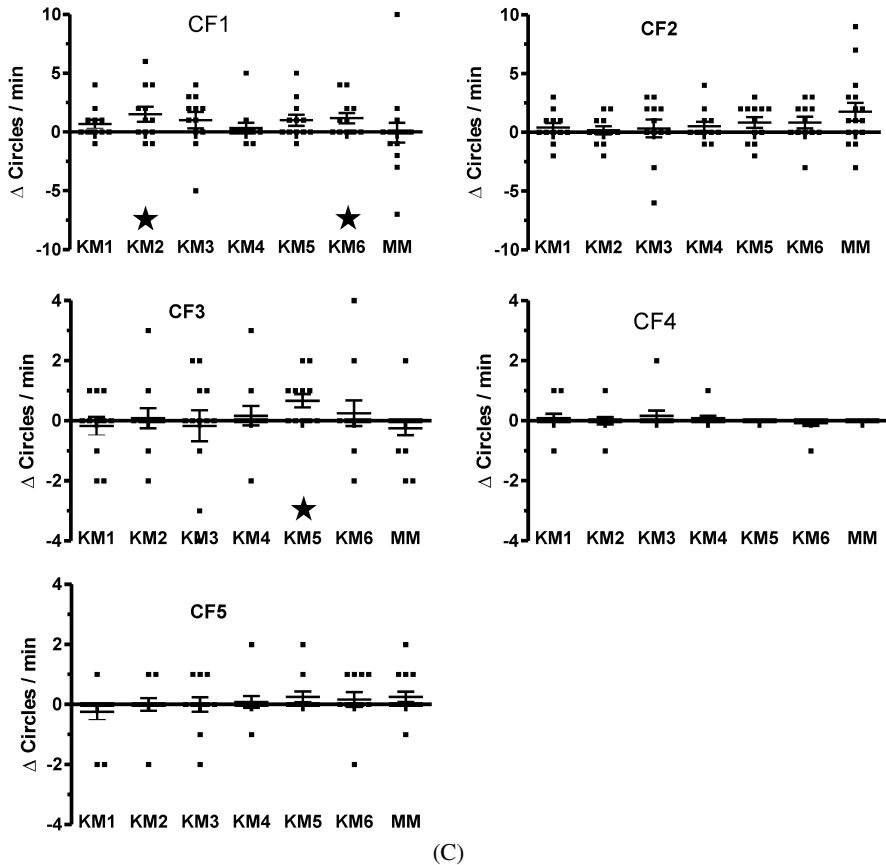 CF1
10
5
0
-5
-10
Δ Circles / min
KM1 KM2 KM3 KM4 KM5 KM6 MM
CF2
10
5
0
-5
-10
Δ Circles / min
KM1 KM2 KM3 KM4 KM5 KM6 MM
CF3
4
2
0
-2
-4
Δ Circles / min
KM1 KM2 KM3 KM4 KM5 KM6 MM
CF4
4
2
0
-2
-4
Δ Circles / min
KM1 KM2 KM3 KM4 KM5 KM6 MM
CF5
4
2
0
-2
-4
Δ Circles / min
KM1 KM2 KM3 KM4 KM5 KM6 MM
(C)